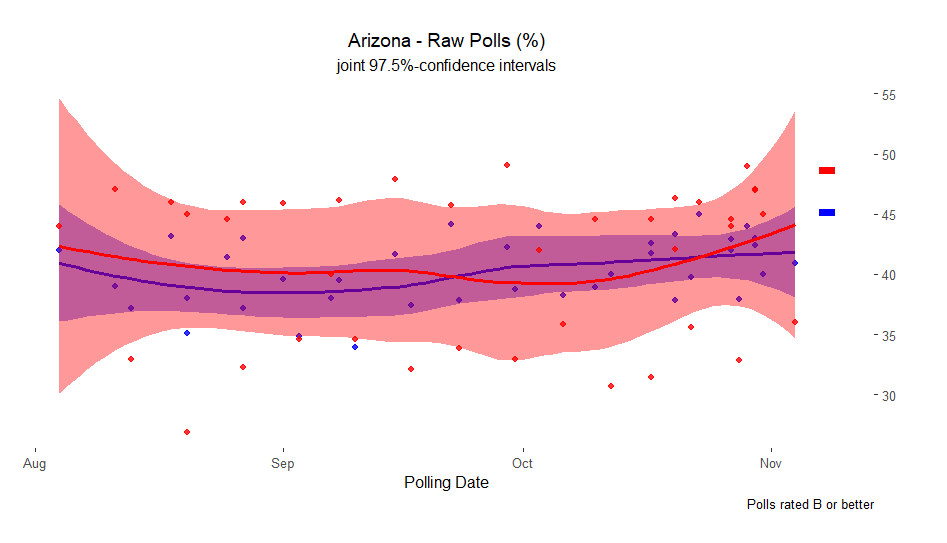 Arizona - Raw Polls (%)
joint 97.5%-confidence intervals
55
50
45
40
35
30
Aug Sep Oct Nov
Polling Date
Polls rated B or better